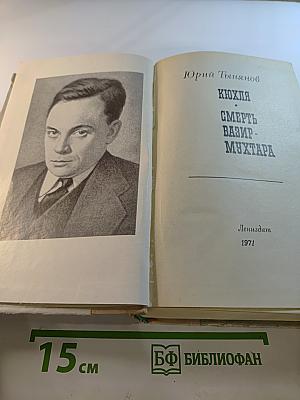 Юрий Тынянов
КЮХЛЯ
•
СМЕРТЬ
ВАЗИР-
МУХТАРА
Лениздат
1971
15 см
БФ БИБЛИОФАН